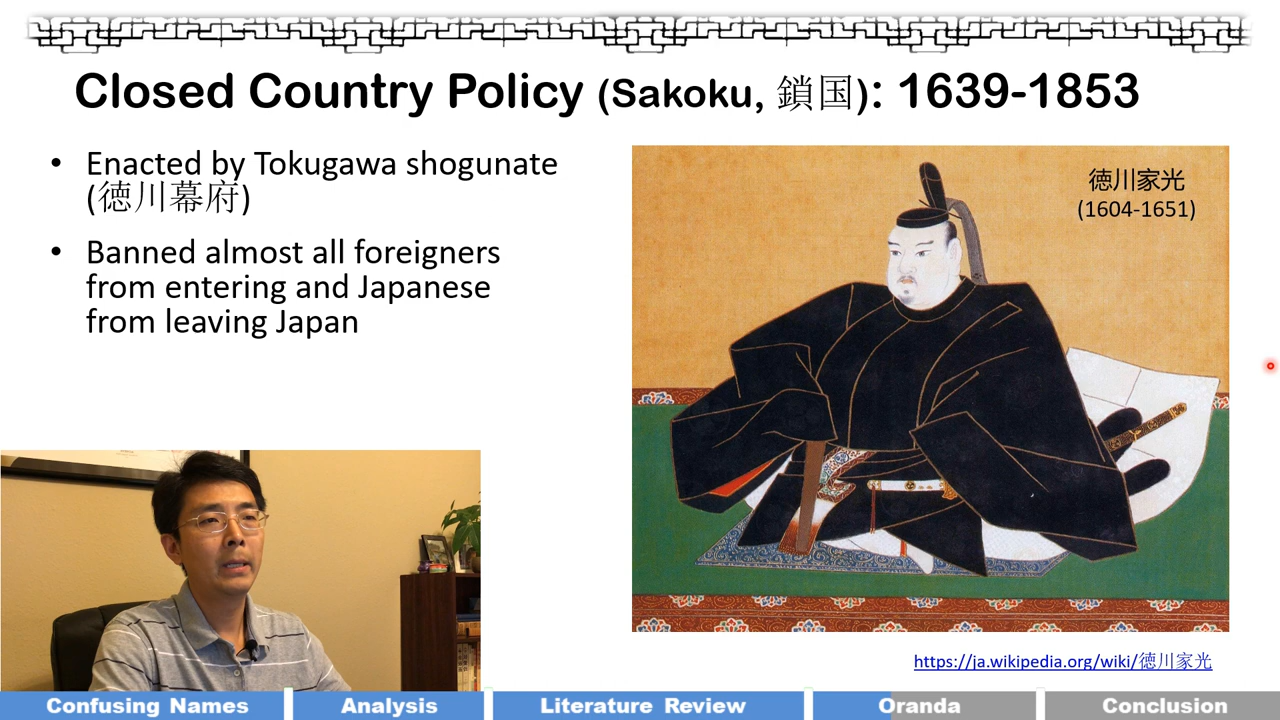 Closed Country Policy (Sakoku, 鎖国): 1639-1853
• Enacted by Tokugawa shogunate
(徳川幕府)
• Banned almost all foreigners
from entering and Japanese
from leaving Japan
徳川家光
(1604-1651)
https://ja.wikipedia.org/wiki/徳川家光
Confusing Names
Analysis
Literature Review
Oranda
Conclusion